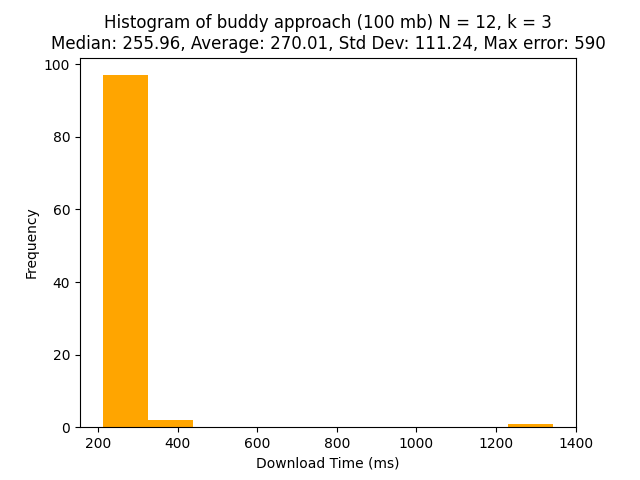 Histogram of buddy approach (100 mb) N = 12, k = 3
Median: 255.96, Average: 270.01, Std Dev: 111.24, Max error: 590
100
80
60
40
20
0
Frequency
200 400 600 800 1000 1200 1400
Download Time (ms)